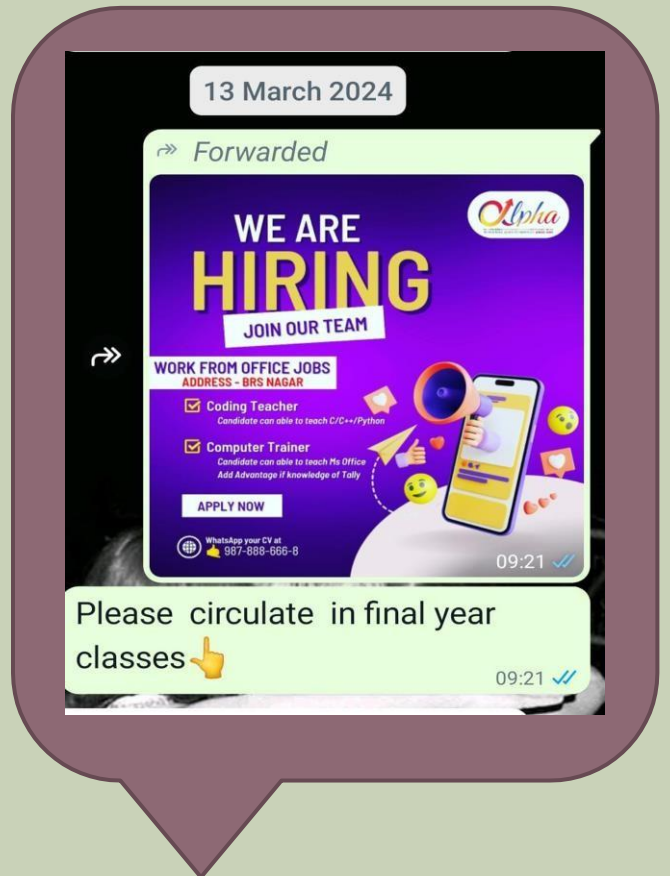 13 March 2024
Forwarded
Alpha
WE ARE
HIRING
JOIN OUR TEAM
WORK FROM OFFICE JOBS
ADDRESS - BRS NAGAR
Coding Teacher
Candidate can able to teach C/C++/Python
Computer Trainer
Candidate can able to teach Ms Office
Add Advantage if knowledge of Tally
APPLY NOW
WhatsApp your CV at
987-888-666-8
09:21
Please circulate in final year
classes👆
09:21